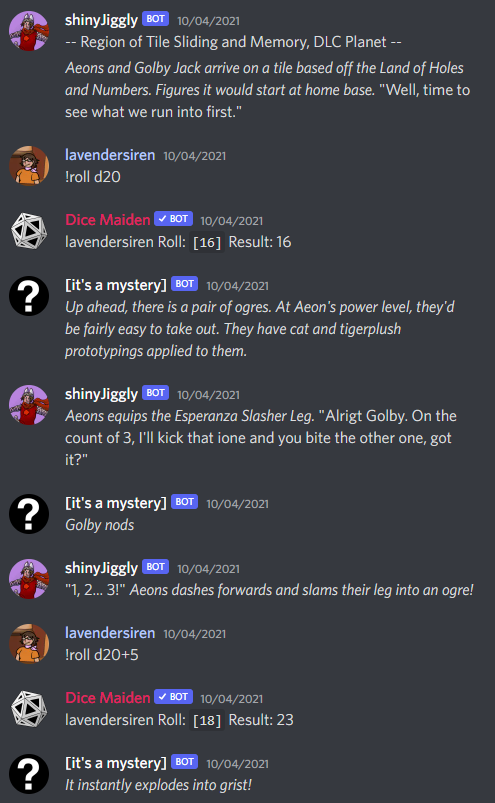 shinyJiggly BOT 10/04/2021
-- Region of Tile Sliding and Memory, DLC Planet --
Aeons and Golby Jack arrive on a tile based off the Land of Holes
and Numbers. Figures it would start at home base. "Well, time to
see what we run into first."
lavendersiren 10/04/2021
!roll d20
Dice Maiden ✓ BOT 10/04/2021
lavendersiren Roll: [16] Result: 16
? [it's a mystery] BOT 10/04/2021
Up ahead, there is a pair of ogres. At Aeon's power level, they'd
be fairly easy to take out. They have cat and tigerplush
prototypings applied to them.
shinyJiggly BOT 10/04/2021
Aeons equips the Esperanza Slasher Leg. "Alrigt Golby. On the
count of 3, I'll kick that ione and you bite the other one, got
it?"
? [it's a mystery] BOT 10/04/2021
Golby nods
shinyJiggly BOT 10/04/2021
"1, 2... 3!" Aeons dashes forwards and slams their leg into an ogre!
lavendersiren 10/04/2021
!roll d20+5
Dice Maiden ✓ BOT 10/04/2021
lavendersiren Roll: [18] Result: 23
? [it's a mystery] BOT 10/04/2021
It instantly explodes into grist!